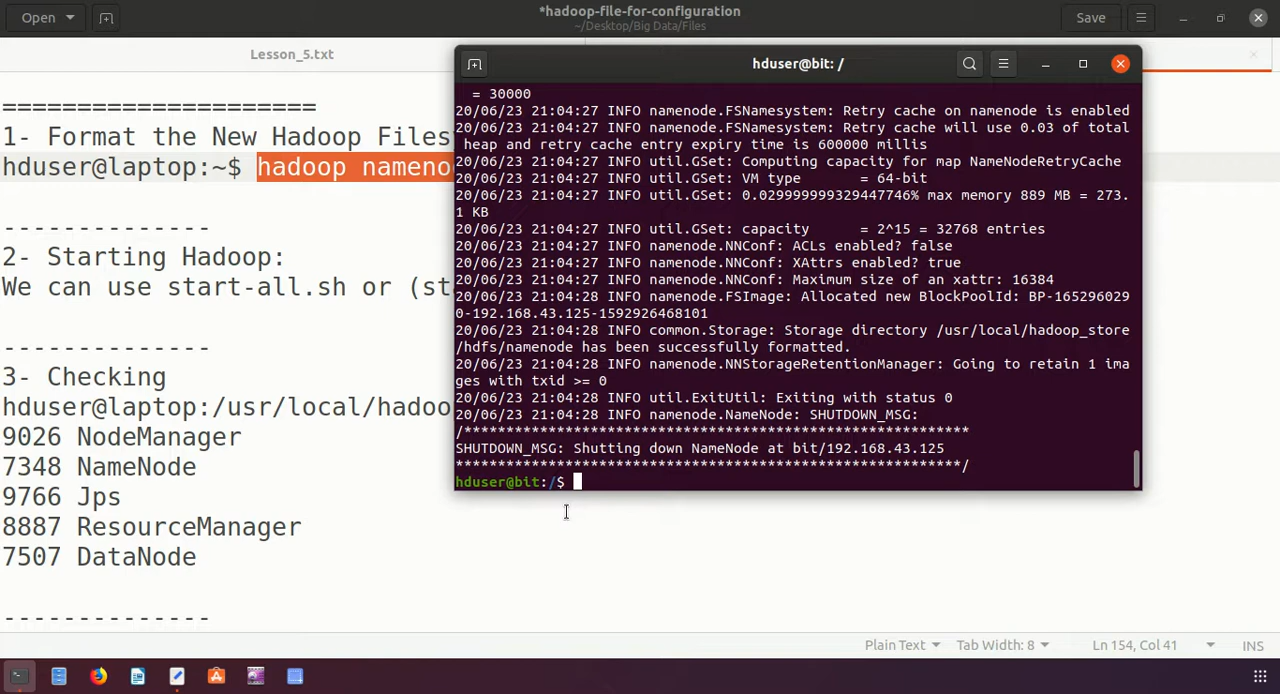 Open
*hadoop-file-for-configuration
~/Desktop/Big Data/Files
Save
Lesson_5.txt
=====================
1- Format the New Hadoop Files
hduser@laptop:~$ hadoop nameno
--------------
2- Starting Hadoop:
We can use start-all.sh or (st
--------------
3- Checking
hduser@laptop:/usr/local/hadoo
9026 NodeManager
7348 NameNode
9766 Jps
8887 ResourceManager
7507 DataNode
--------------
hduser@bit: /
= 30000
20/06/23 21:04:27 INFO namenode.FSNamesystem: Retry cache on namenode is enabled
20/06/23 21:04:27 INFO namenode.FSNamesystem: Retry cache will use 0.03 of total
heap and retry cache entry expiry time is 600000 millis
20/06/23 21:04:27 INFO util.GSet: Computing capacity for map NameNodeRetryCache
20/06/23 21:04:27 INFO util.GSet: VM type       = 64-bit
20/06/23 21:04:27 INFO util.GSet: 0.029999999329447746% max memory 889 MB = 273.
1 KB
20/06/23 21:04:27 INFO util.GSet: capacity      = 2^15 = 32768 entries
20/06/23 21:04:27 INFO namenode.NNConf: ACLs enabled? false
20/06/23 21:04:27 INFO namenode.NNConf: XAttrs enabled? true
20/06/23 21:04:27 INFO namenode.NNConf: Maximum size of an xattr: 16384
20/06/23 21:04:28 INFO namenode.FSImage: Allocated new BlockPoolId: BP-165296029
0-192.168.43.125-1592926468101
20/06/23 21:04:28 INFO common.Storage: Storage directory /usr/local/hadoop_store
/hdfs/namenode has been successfully formatted.
20/06/23 21:04:28 INFO namenode.NNStorageRetentionManager: Going to retain 1 ima
ges with txid >= 0
20/06/23 21:04:28 INFO util.ExitUtil: Exiting with status 0
20/06/23 21:04:28 INFO namenode.NameNode: SHUTDOWN_MSG:
/************************************************************
SHUTDOWN_MSG: Shutting down NameNode at bit/192.168.43.125
************************************************************/
hduser@bit:/$
Plain Text
Tab Width: 8
Ln 154, Col 41
INS